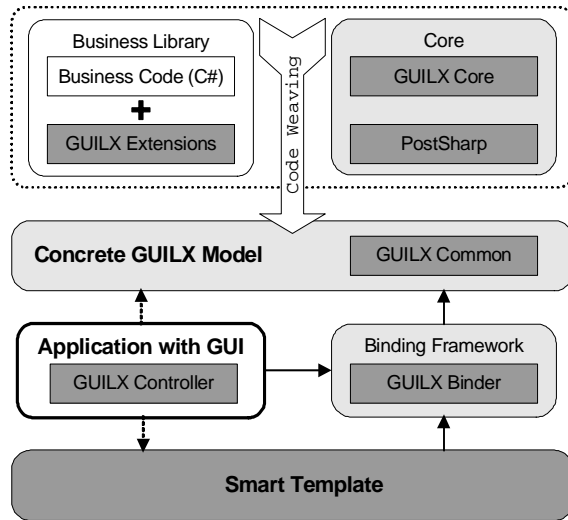 Business Library
Business Code (C#)
+
GUILX Extensions
Code Weaving
Core
GUILX Core
PostSharp
Concrete GUILX Model
GUILX Common
Application with GUI
GUILX Controller
Binding Framework
GUILX Binder
Smart Template